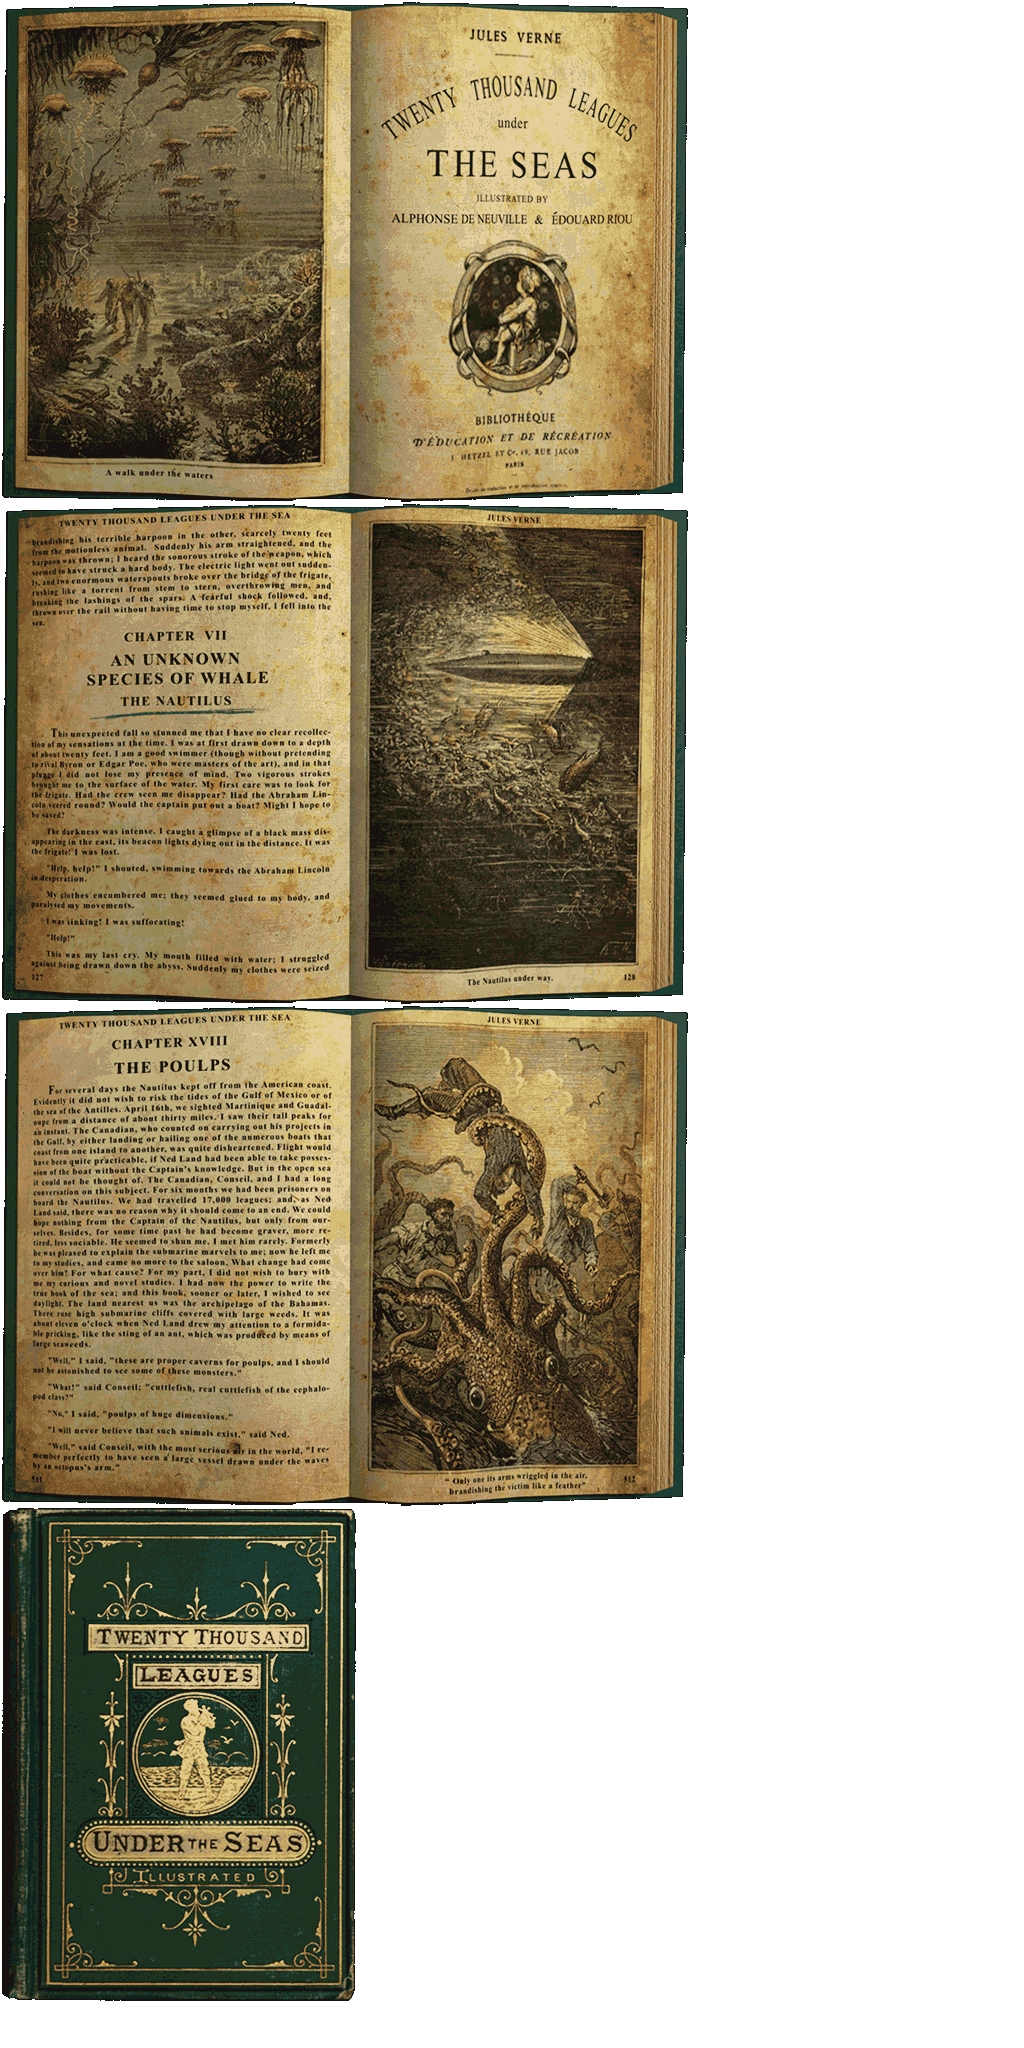 JULES VERNE
TWENTY THOUSAND LEAGUES
under
THE SEAS
ILLUSTRATED BY
ALPHONSE DE NEUVILLE & ÉDOUARD RIOU
BIBLIOTHÈQUE
D'ÉDUCATION ET DE RÉCRÉATION
J. HETZEL ET Cie, 18, RUE JACOB
PARIS
A walk under the waters
TWENTY THOUSAND LEAGUES UNDER THE SEA
brandishing his terrible harpoon in the other, scarcely twenty feet
from the motionless animal. Suddenly his arm straightened, and the
harpoon was thrown; I heard the sonorous stroke of the weapon, which
seemed to have struck a hard body. The electric light went out sudden-
ly, and two enormous waterspouts broke over the bridge of the frigate,
rushing like a torrent from stem to stern, overthrowing men, and
breaking the lashings of the spars. A fearful shock followed, and,
thrown over the rail without having time to stop myself, I fell into the
sea.
CHAPTER VII
AN UNKNOWN
SPECIES OF WHALE
THE NAUTILUS
This unexpected fall so stunned me that I have no clear recollec-
tion of my sensations at the time. I was at first drawn down to a depth
of about twenty feet. I am a good swimmer (though without pretending
to rival Byron or Edgar Poe, who were masters of the art), and in that
plunge I did not lose my presence of mind. Two vigorous strokes
brought me to the surface of the water. My first care was to look for
the frigate. Had the crew seen me disappear? Had the Abraham Lin-
coln veered round? Would the captain put out a boat? Might I hope to
be saved?
The darkness was intense. I caught a glimpse of a black mass dis-
appearing in the east, its beacon lights dying out in the distance. It was
the frigate! I was lost.
"Help, help!" I shouted, swimming towards the Abraham Lincoln
in desperation.
My clothes encumbered me; they seemed glued to my body, and
paralysed my movements.
I was sinking! I was suffocating!
"Help!"
This was my last cry. My mouth filled with water; I struggled
against being drawn down the abyss. Suddenly my clothes were seized
127
JULES VERNE
The Nautilus under way.
128
TWENTY THOUSAND LEAGUES UNDER THE SEA
CHAPTER XVIII
THE POULPS
For several days the Nautilus kept off from the American coast.
Evidently it did not wish to risk the tides of the Gulf of Mexico or of
the sea of the Antilles. April 16th, we sighted Martinique and Guadal-
oupe from a distance of about thirty miles. I saw their tall peaks for
an instant. The Canadian, who counted on carrying out his projects in
the Gulf, by either landing or hailing one of the numerous boats that
coast from one island to another, was quite disheartened. Flight would
have been quite practicable, if Ned Land had been able to take posses-
sion of the boat without the Captain's knowledge. But in the open sea
it could not be thought of. The Canadian, Conseil, and I had a long
conversation on this subject. For six months we had been prisoners on
board the Nautilus. We had travelled 17,000 leagues; and, as Ned
Land said, there was no reason why it should come to an end. We could
hope nothing from the Captain of the Nautilus, but only from our-
selves. Besides, for some time past he had become graver, more re-
tired, less sociable. He seemed to shun me. I met him rarely. Formerly
he was pleased to explain the submarine marvels to me; now he left me
to my studies, and came no more to the saloon. What change had come
over him? For what cause? For my part, I did not wish to bury with
me my curious and novel studies. I had now the power to write the
true book of the sea; and this book, sooner or later, I wished to see
daylight. The land nearest us was the archipelago of the Bahamas.
There rose high submarine cliffs covered with large weeds. It was
about eleven o'clock when Ned Land drew my attention to a formida-
ble pricking, like the sting of an ant, which was produced by means of
large seaweeds.
"Well," I said, "these are proper caverns for poulps, and I should
not be astonished to see some of these monsters."
"What!" said Conseil; "cuttlefish, real cuttlefish of the cephalo-
pod class?"
"No," I said, "poulps of huge dimensions."
"I will never believe that such animals exist," said Ned.
"Well," said Conseil, with the most serious air in the world, "I re-
member perfectly to have seen a large vessel drawn under the waves
by an octopus's arm."
511
JULES VERNE
" Only one its arms wriggled in the air,
brandishing the victim like a feather"
512
TWENTY THOUSAND
LEAGUES
UNDER THE SEAS
ILLUSTRATED